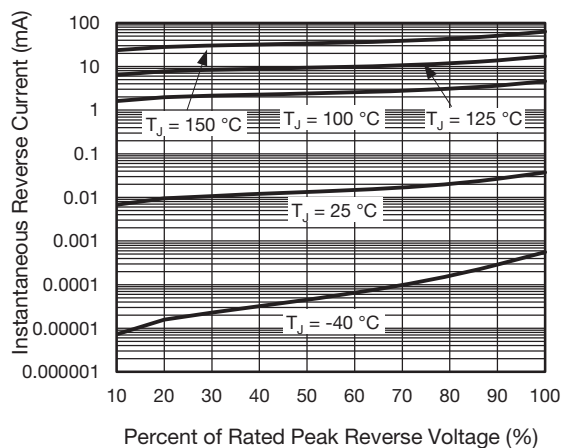 Instantaneous Reverse Current (mA)
100
10
1
0.1
0.01
0.001
0.0001
0.00001
0.000001
T_J = 150 °C
T_J = 100 °C
T_J = 125 °C
T_J = 25 °C
T_J = -40 °C
10 20 30 40 50 60 70 80 90 100
Percent of Rated Peak Reverse Voltage (%)